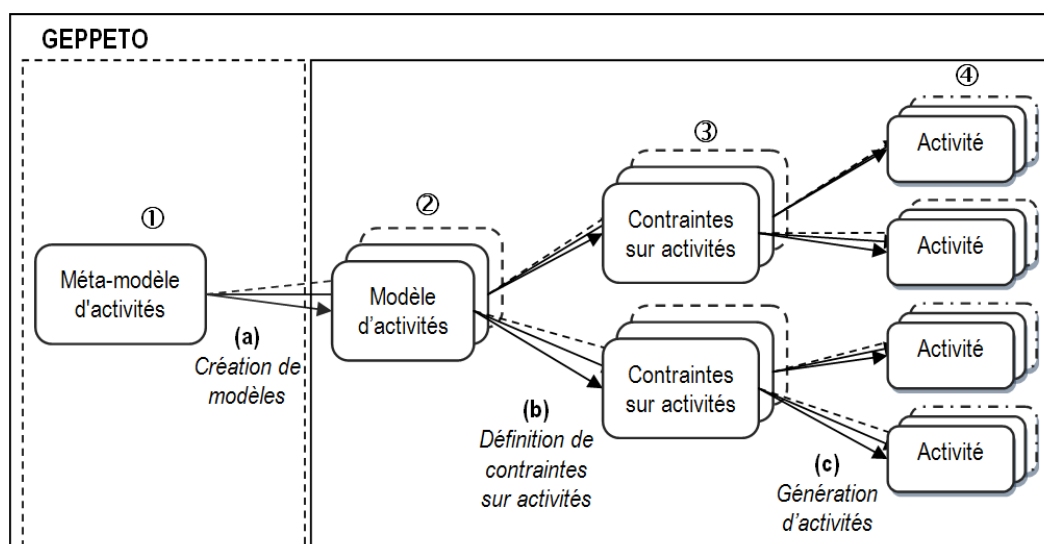 GEPPETO
①
Méta-modèle
d'activités
(a)
Création de
modèles
②
Modèle
d’activités
(b)
Définition de
contraintes
sur activités
③
Contraintes
sur activités
Contraintes
sur activités
(c)
Génération
d’activités
④
Activité
Activité
Activité
Activité